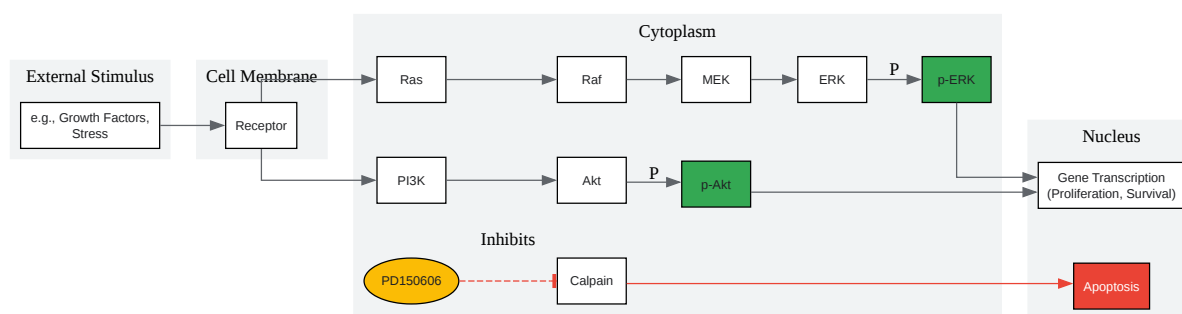 Cytoplasm
External Stimulus
Cell Membrane
e.g., Growth Factors,
Stress
Receptor
Ras
Raf
MEK
ERK
P
p-ERK
PI3K
Akt
P
p-Akt
Nucleus
Gene Transcription
(Proliferation, Survival)
Inhibits
PD150606
Calpain
Apoptosis